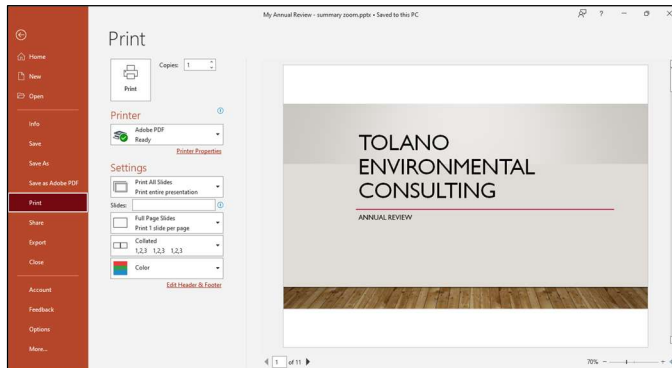 My Annual Review - summary zoom.pptx • Saved to this PC
?
Print
Home
New
Open
Info
Save
Save As
Save as Adobe PDF
Print
Share
Export
Close
Account
Feedback
Options
More...
Print
Copies: 1
Printer
Adobe PDF
Ready
Printer Properties
Settings
Print All Slides
Print entire presentation
Slides:
Full Page Slides
Print 1 slide per page
Collated
1,2,3 1,2,3 1,2,3
Color
Edit Header & Footer
TOLANO
ENVIRONMENTAL
CONSULTING
ANNUAL REVIEW
1 of 11
70%